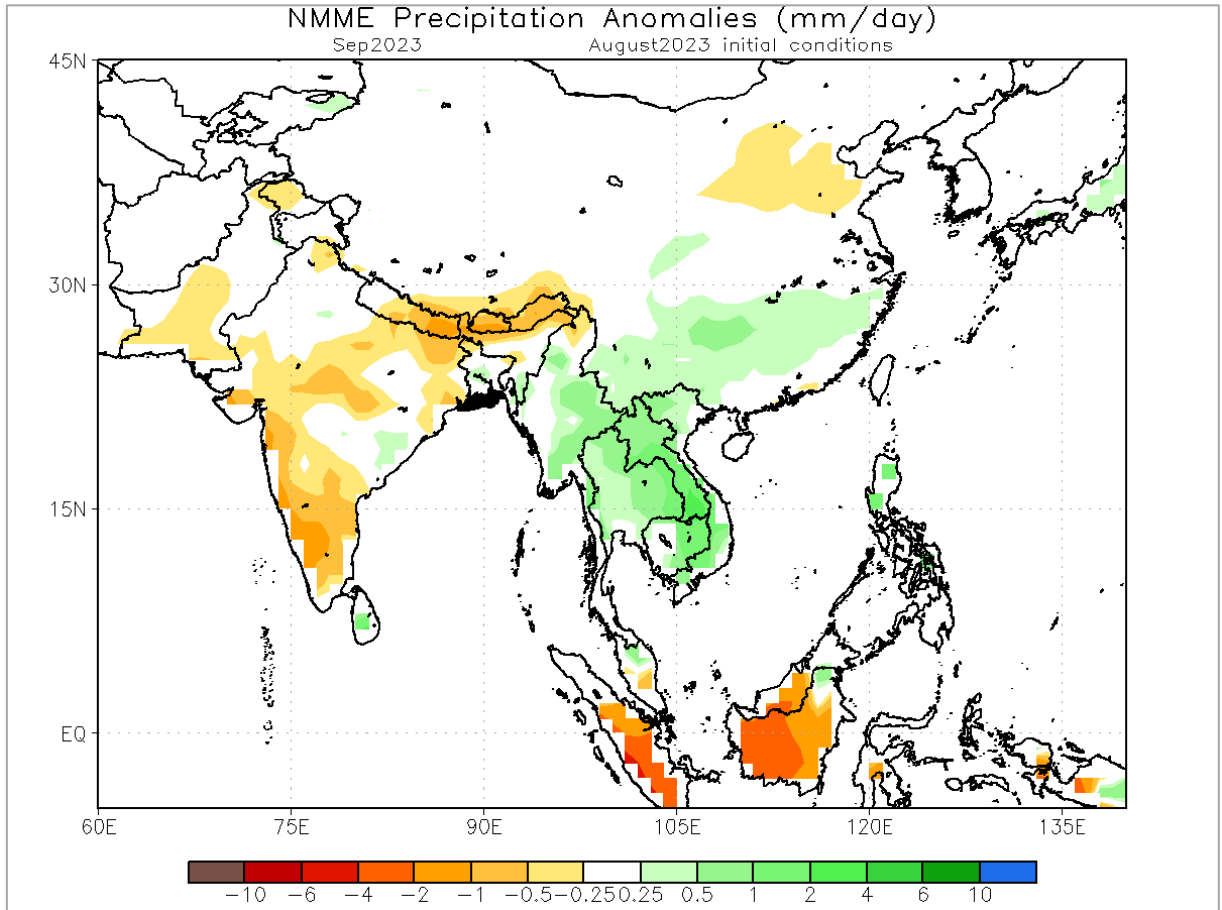 NMME Precipitation Anomalies (mm/day)
Sep2023 August2023 initial conditions
45N
30N
15N
EQ
60E 75E 90E 105E 120E 135E
−10 −6 −4 −2 −1 −0.5 −0.25 0.25 0.5 1 2 4 6 10